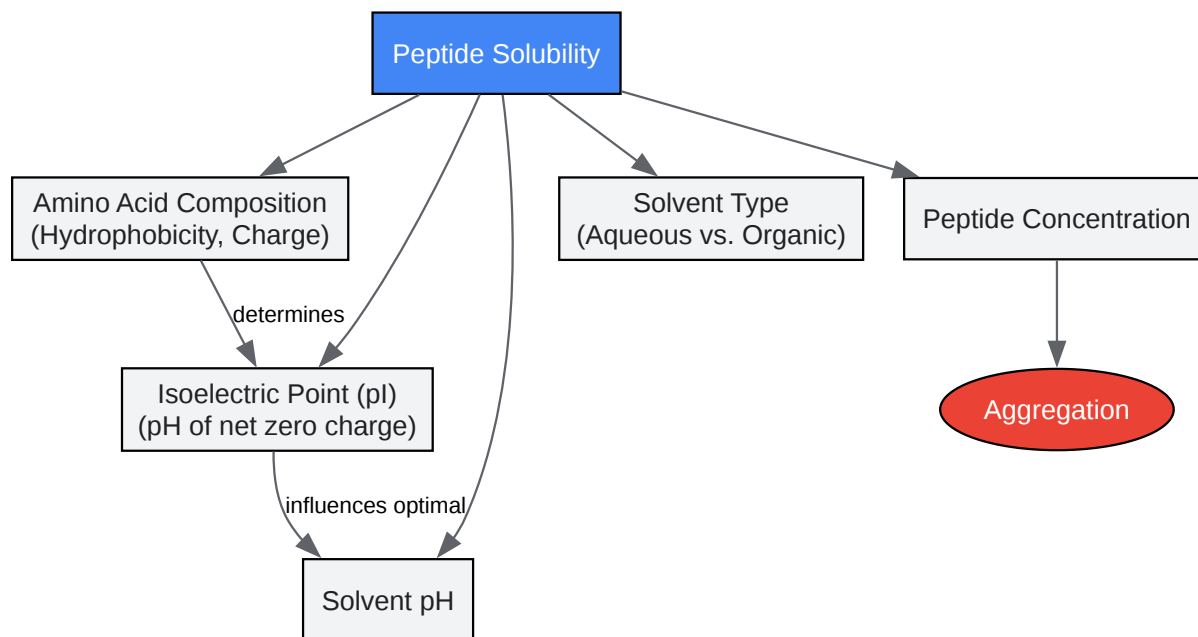 Peptide Solubility
Amino Acid Composition
(Hydrophobicity, Charge)
Solvent Type
(Aqueous vs. Organic)
Peptide Concentration
determines
Isoelectric Point (pI)
(pH of net zero charge)
Aggregation
influences optimal
Solvent pH